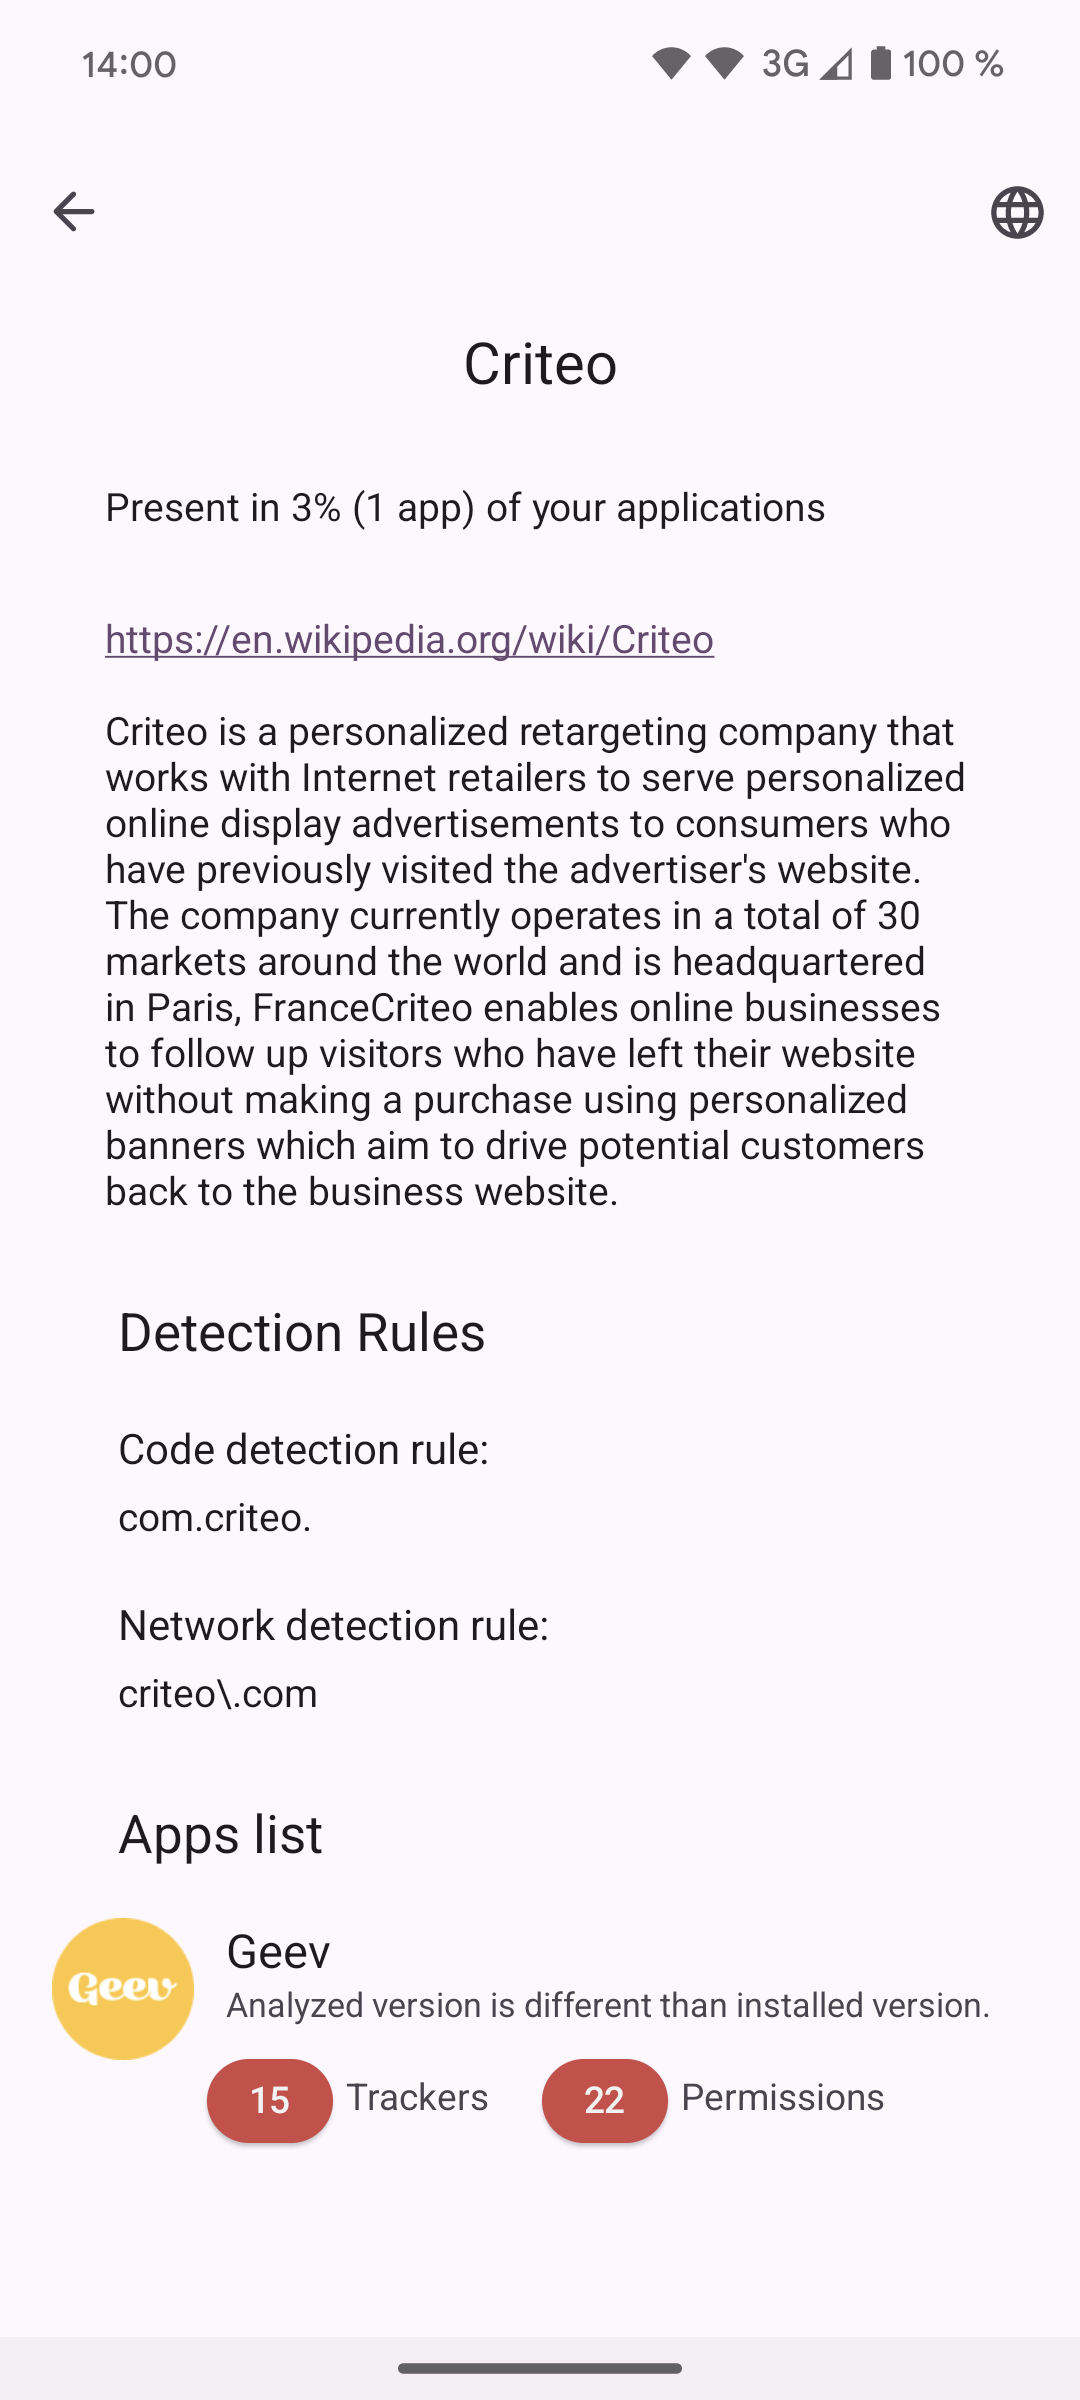 14:00
3G
100 %
Criteo
Present in 3% (1 app) of your applications
https://en.wikipedia.org/wiki/Criteo
Criteo is a personalized retargeting company that
works with Internet retailers to serve personalized
online display advertisements to consumers who
have previously visited the advertiser's website.
The company currently operates in a total of 30
markets around the world and is headquartered
in Paris, FranceCriteo enables online businesses
to follow up visitors who have left their website
without making a purchase using personalized
banners which aim to drive potential customers
back to the business website.
Detection Rules
Code detection rule:
com.criteo.
Network detection rule:
criteo\.com
Apps list
Geev
Geev
Analyzed version is different than installed version.
15 Trackers
22 Permissions